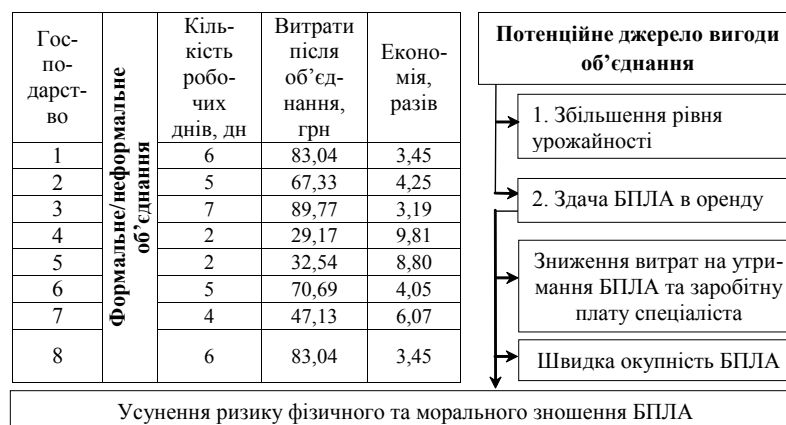 Гос-
по-
дарст-
во
Формальне/неформальне
об’єднання
Кіль-
кість
робо-
чих
днів, дн
Витрати
після
об’єд-
нання,
грн
Еконо-
мія,
разів
1 6 83,04 3,45
2 5 67,33 4,25
3 7 89,77 3,19
4 2 29,17 9,81
5 2 32,54 8,80
6 5 70,69 4,05
7 4 47,13 6,07
8 6 83,04 3,45
Потенційне джерело вигоди
об’єднання
1. Збільшення рівня
урожайності
2. Здача БПЛА в оренду
Зниження витрат на утри-
мання БПЛА та заробітну
плату спеціаліста
Швидка окупність БПЛА
Усунення ризику фізичного та морального зношення БПЛА